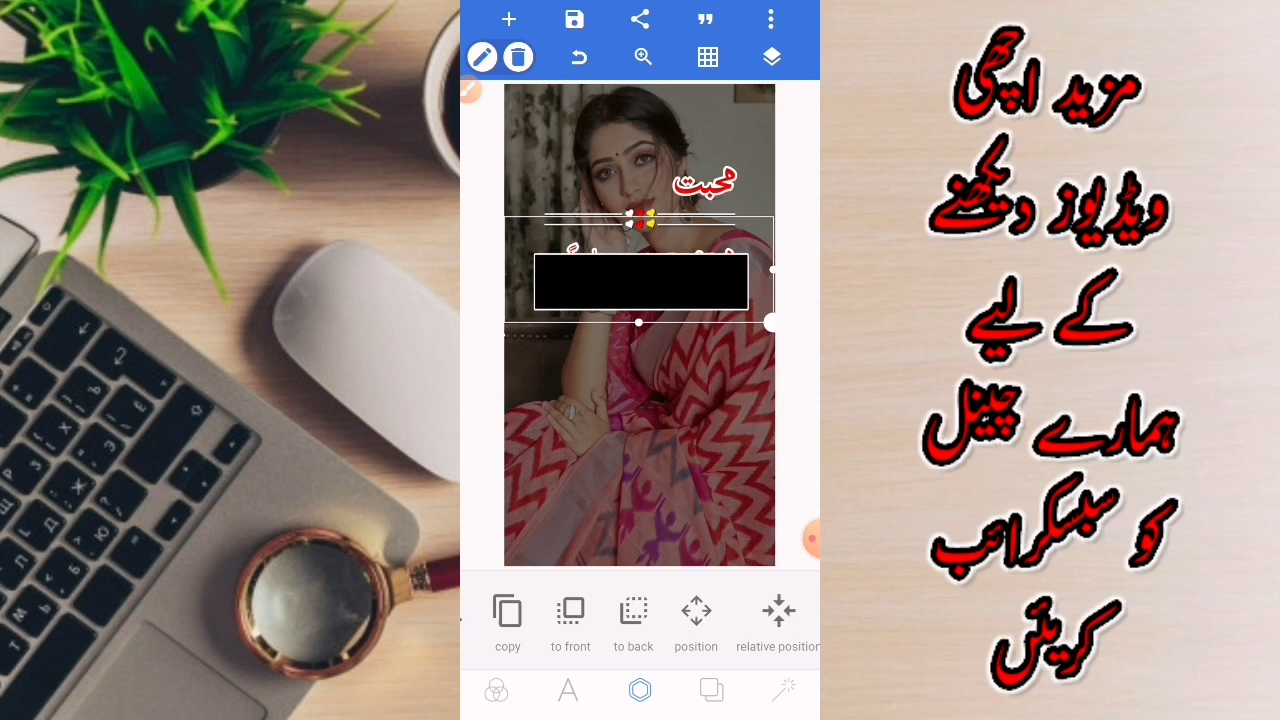 محبت
copy
to front
to back
position
relative position
مزید اچھی
ویڈیوز دیکھنے
کے لیے
ہمارے چینل
کو سبسکرائب
کریئں